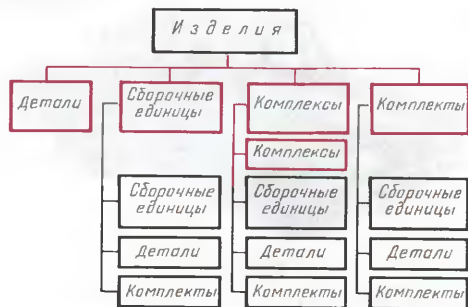 Изделия
Детали
Сборочные
единицы
Комплексы
Комплекты
Комплексы
Сборочные
единицы
Сборочные
единицы
Сборочные
единицы
Детали
Детали
Детали
Комплекты
Комплекты
Комплекты